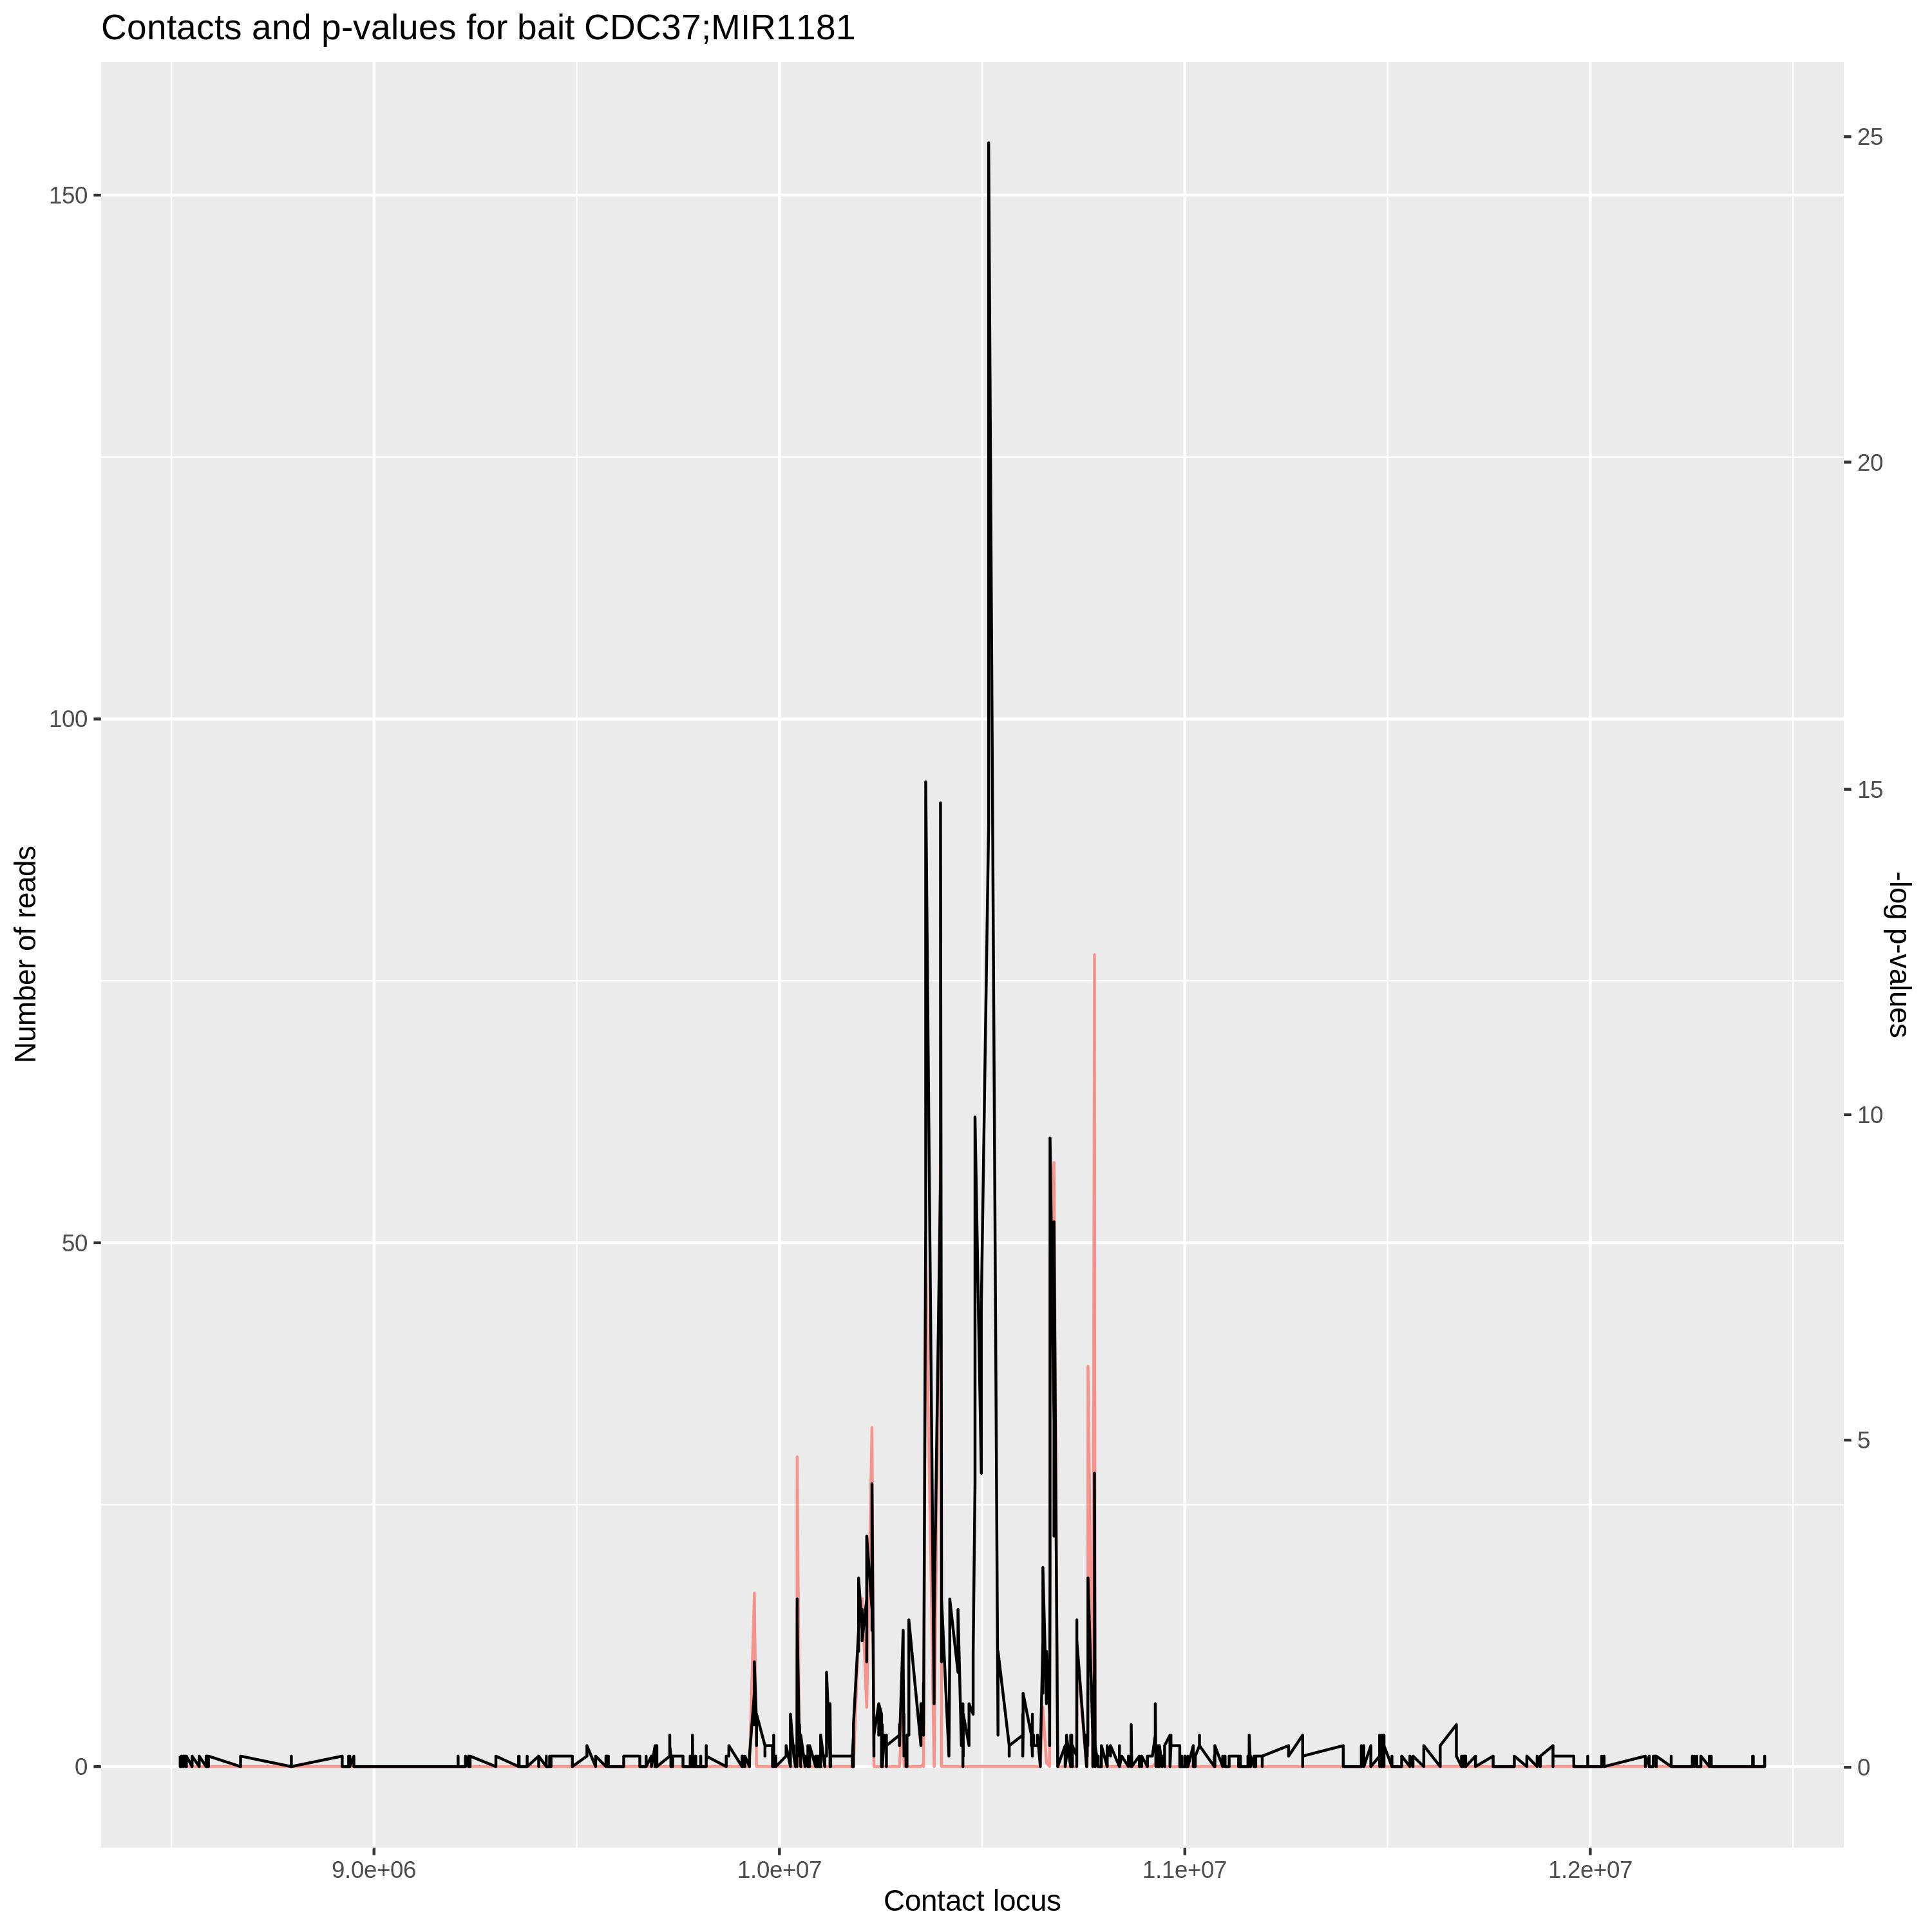 Contacts and p-values for bait CDC37;MIR1181
Number of reads
150
100
50
0
25
20
15
10
5
0
-log p-values
9.0e+06
1.0e+07
1.1e+07
1.2e+07
Contact locus